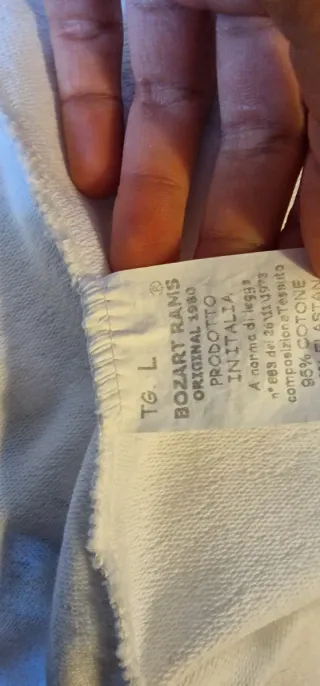 TG. L
®
BOZART RAMS
ORIGINAL 1980
PRODOTTO
IN ITALIA
A norma di legge
n° 883 del 26\11\1973
composizione Tessuto
95% COTONE
ELASTAN